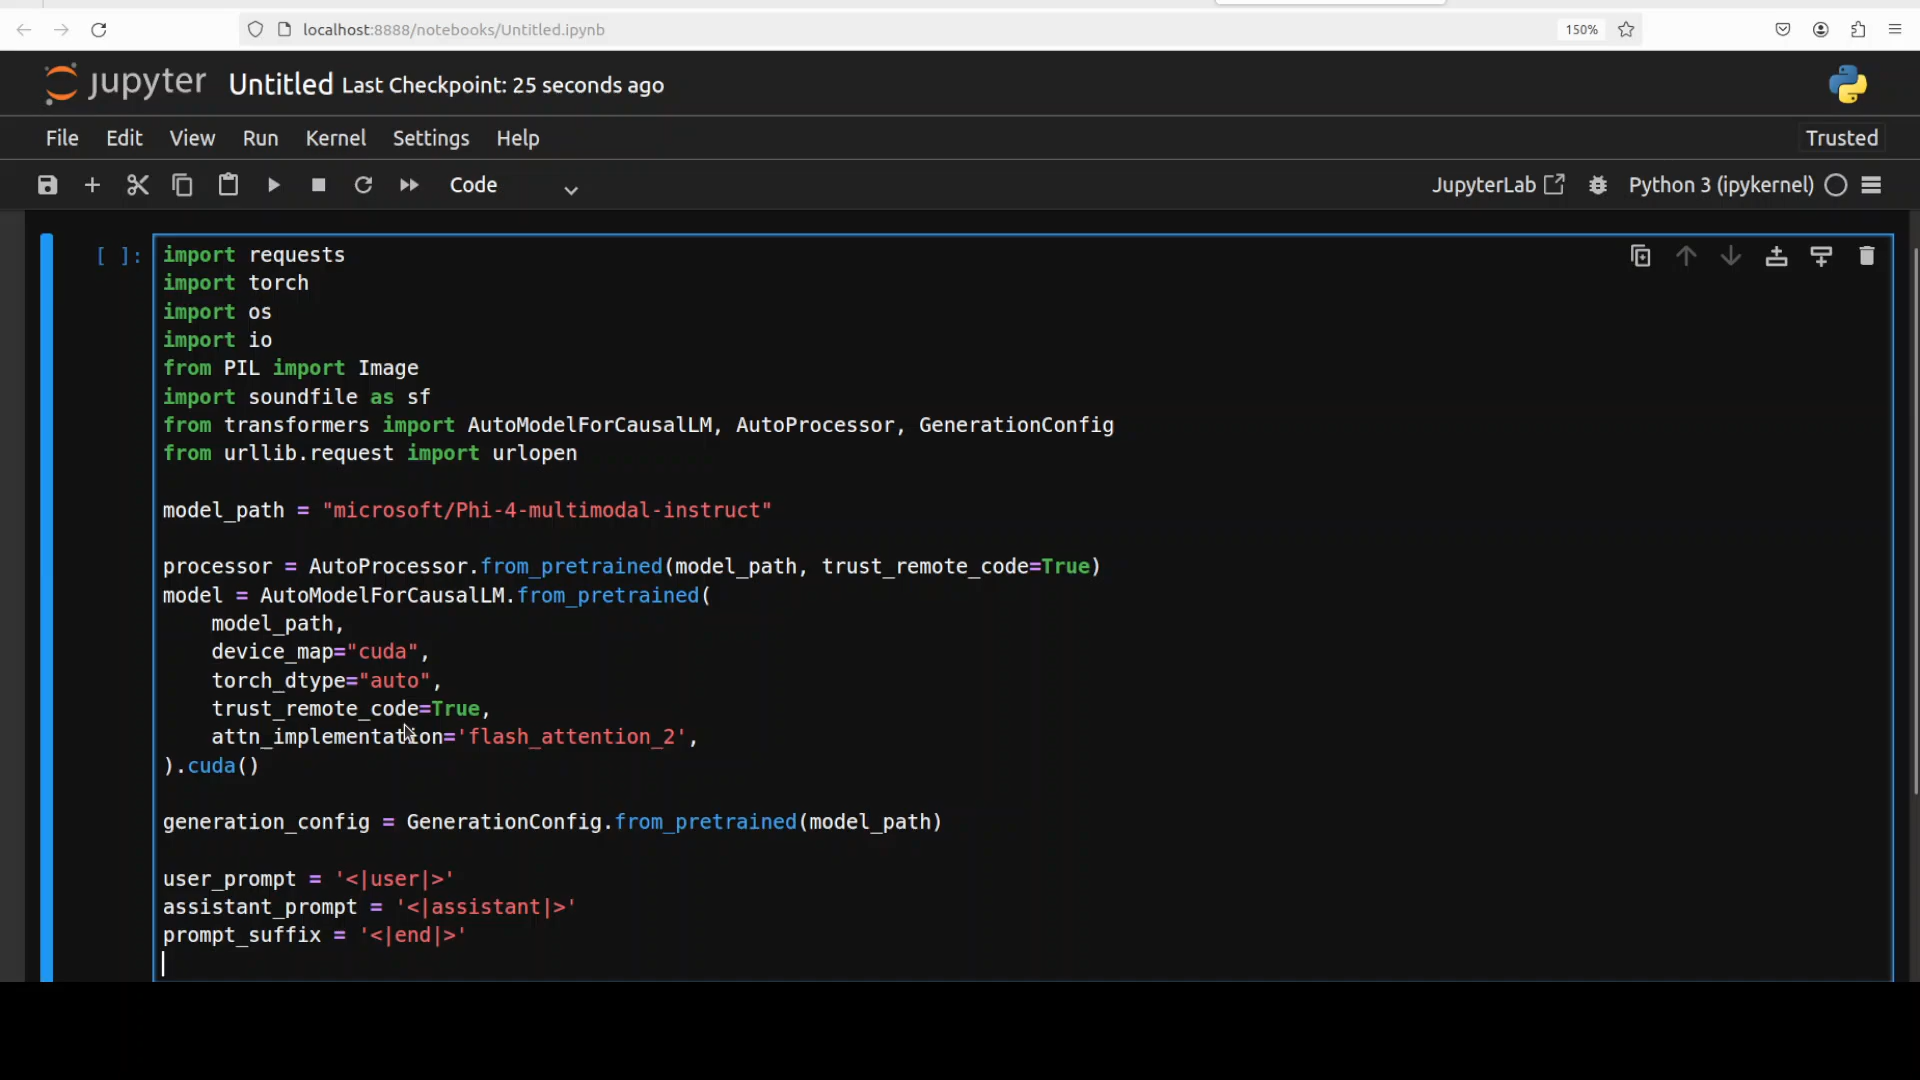 localhost:8888/notebooks/Untitled.ipynb
150%
jupyter Untitled Last Checkpoint: 25 seconds ago
File Edit View Run Kernel Settings Help
Trusted
Code
JupyterLab
Python 3 (ipykernel)
[ ]:
import requests
import torch
import os
import io
from PIL import Image
import soundfile as sf
from transformers import AutoModelForCausalLM, AutoProcessor, GenerationConfig
from urllib.request import urlopen

model_path = "microsoft/Phi-4-multimodal-instruct"

processor = AutoProcessor.from_pretrained(model_path, trust_remote_code=True)
model = AutoModelForCausalLM.from_pretrained(
    model_path,
    device_map="cuda",
    torch_dtype="auto",
    trust_remote_code=True,
    attn_implementation='flash_attention_2',
).cuda()

generation_config = GenerationConfig.from_pretrained(model_path)

user_prompt = '<|user|>'
assistant_prompt = '<|assistant|>'
prompt_suffix = '<|end|>'